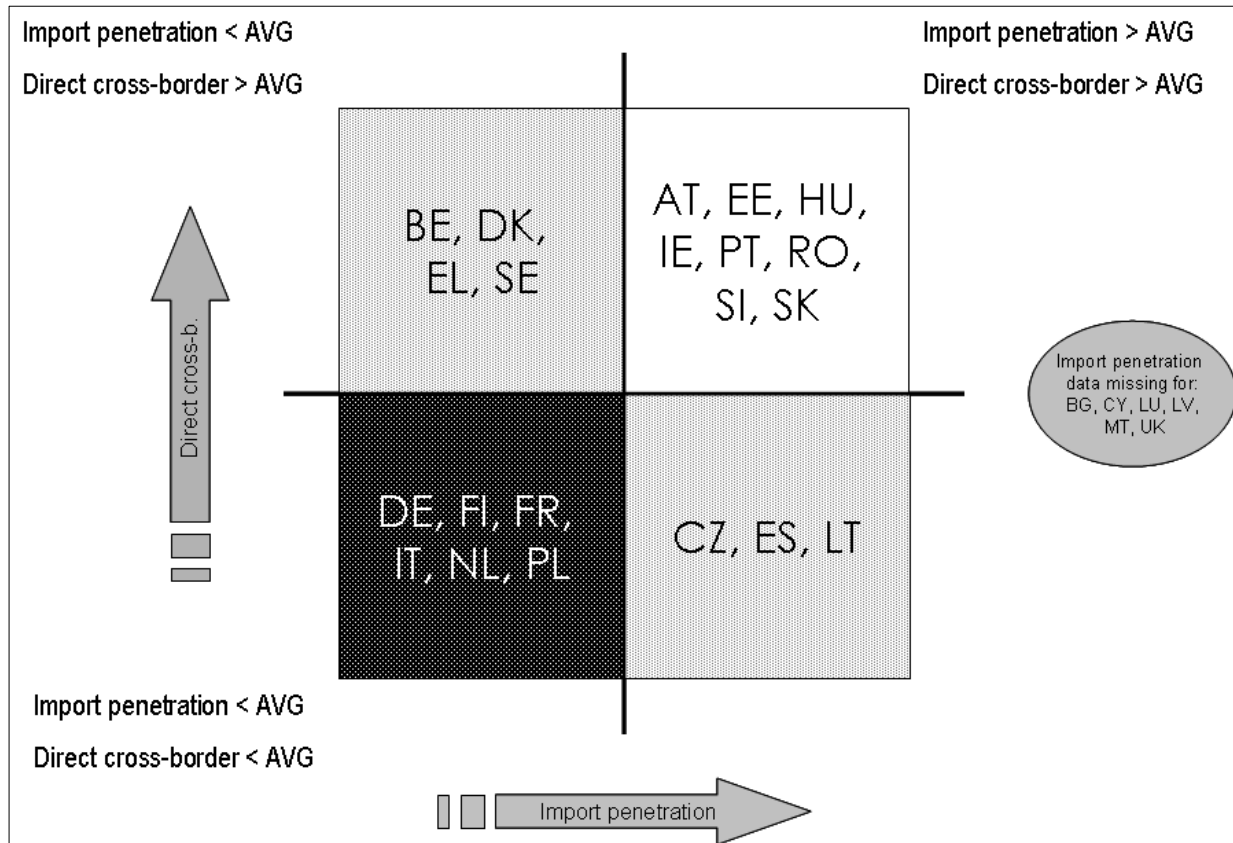 Import penetration < AVG
Direct cross-border > AVG
Import penetration > AVG
Direct cross-border > AVG
BE, DK,
EL, SE
AT, EE, HU,
IE, PT, RO,
SI, SK
Direct cross-b.
Import penetration
data missing for:
BG, CY, LU, LV,
MT, UK
DE, FI, FR,
IT, NL, PL
CZ, ES, LT
Import penetration < AVG
Direct cross-border < AVG
Import penetration